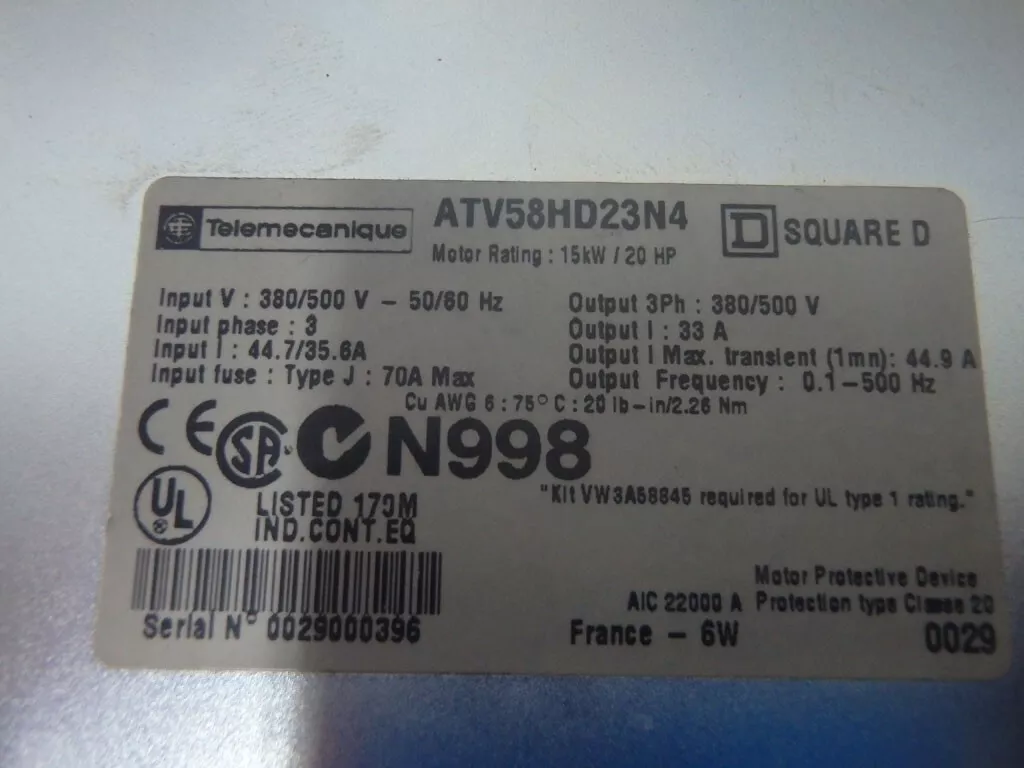 Telemecanique
ATV58HD23N4
Motor Rating : 15kW / 20 HP
SQUARE D
Input V : 380/500 V – 50/60 Hz
Input phase : 3
Input I : 44.7/35.6A
Input fuse : Type J : 70A Max
Output 3Ph : 380/500 V
Output I : 33 A
Output I Max. transient (1mn) : 44.9 A
Output Frequency : 0.1–500 Hz
Cu AWG 6 : 75° C : 20 lb–in/2.26 Nm
CE SA N998
UL
LISTED 179M
IND.CONT.EQ
"Kit VW3A58845 required for UL type 1 rating."
Motor Protective Device
AIC 22000 A Protection type Classe 20
Serial N° 0029000396
France – 6W
0029